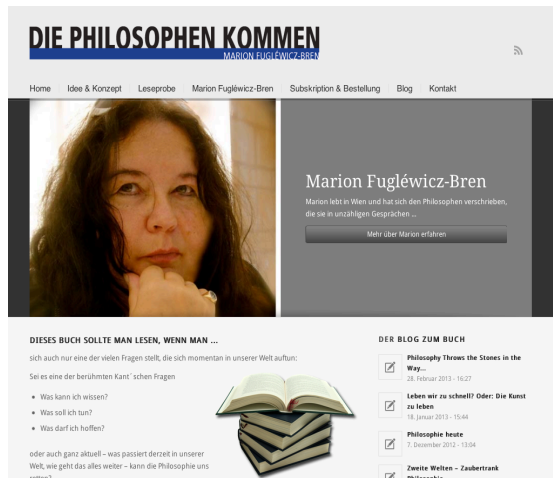 DIE PHILOSOPHEN KOMMEN
MARION FUGLÉWICZ-BREN
Home Idee & Konzept Leseprobe Marion Fugléwicz-Bren Subskription & Bestellung Blog Kontakt
Marion Fugléwicz-Bren
Marion lebt in Wien und hat sich den Philosophen verschrieben,
die sie in unzähligen Gesprächen ...
Mehr über Marion erfahren
DIESES BUCH SOLLTE MAN LESEN, WENN MAN ...
sich auch nur eine der vielen Fragen stellt, die sich momentan in unserer Welt auftun:
Sei es eine der berühmten Kant´schen Fragen
Was kann ich wissen?
Was soll ich tun?
Was darf ich hoffen?
oder auch ganz aktuell – was passiert derzeit in unserer
Welt, wie geht das alles weiter – kann die Philosophie uns
DER BLOG ZUM BUCH
Philosophy Throws the Stones in the
Way...
28. Februar 2013 - 16:27
Leben wir zu schnell? Oder: Die Kunst
zu leben
18. Januar 2013 - 15:44
Philosophie heute
7. Dezember 2012 - 13:04
Zweite Welten – Zaubertrank